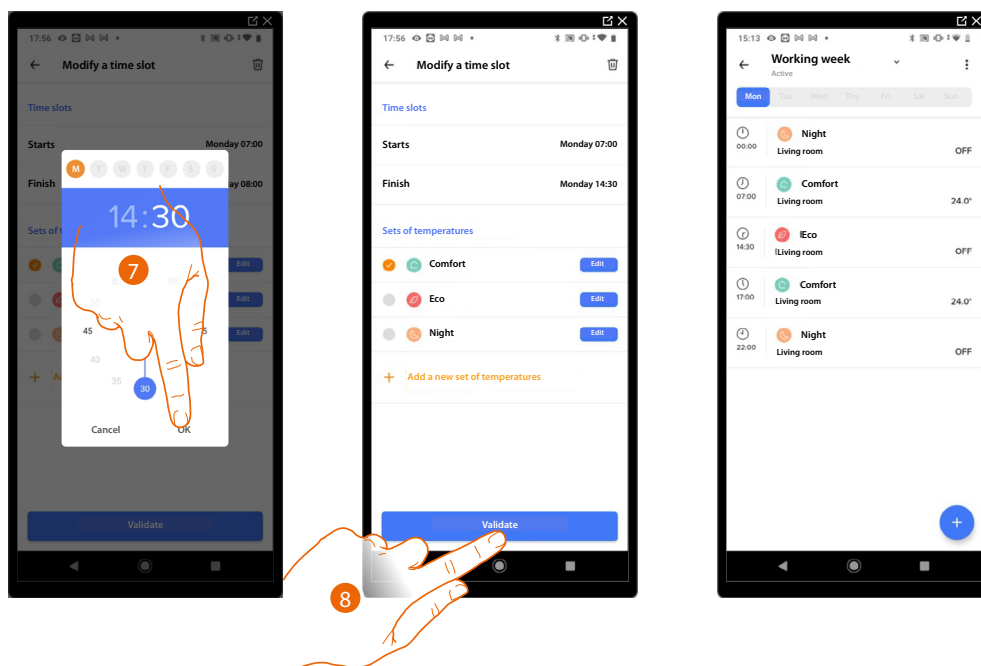 17:56
Modify a time slot
Time slots
Starts Monday 07:00
Finish ay 08:00
M T W T F S S
14:30
Sets of t
7
Edit
Edit
45 5
Edit
40
35
30
+ A
Cancel OK
Validate
17:56
Modify a time slot
Time slots
Starts Monday 07:00
Finish Monday 14:30
Sets of temperatures
Comfort Edit
Eco Edit
Night Edit
+ Add a new set of temperatures
Validate
8
15:13
Working week
Active
Mon Tue Wed Thu Fri Sat Sun
Night
00:00 Living room OFF
Comfort
07:00 Living room 24.0°
Eco
14:30 Living room OFF
Comfort
17:00 Living room 24.0°
Night
22:00 Living room OFF
+